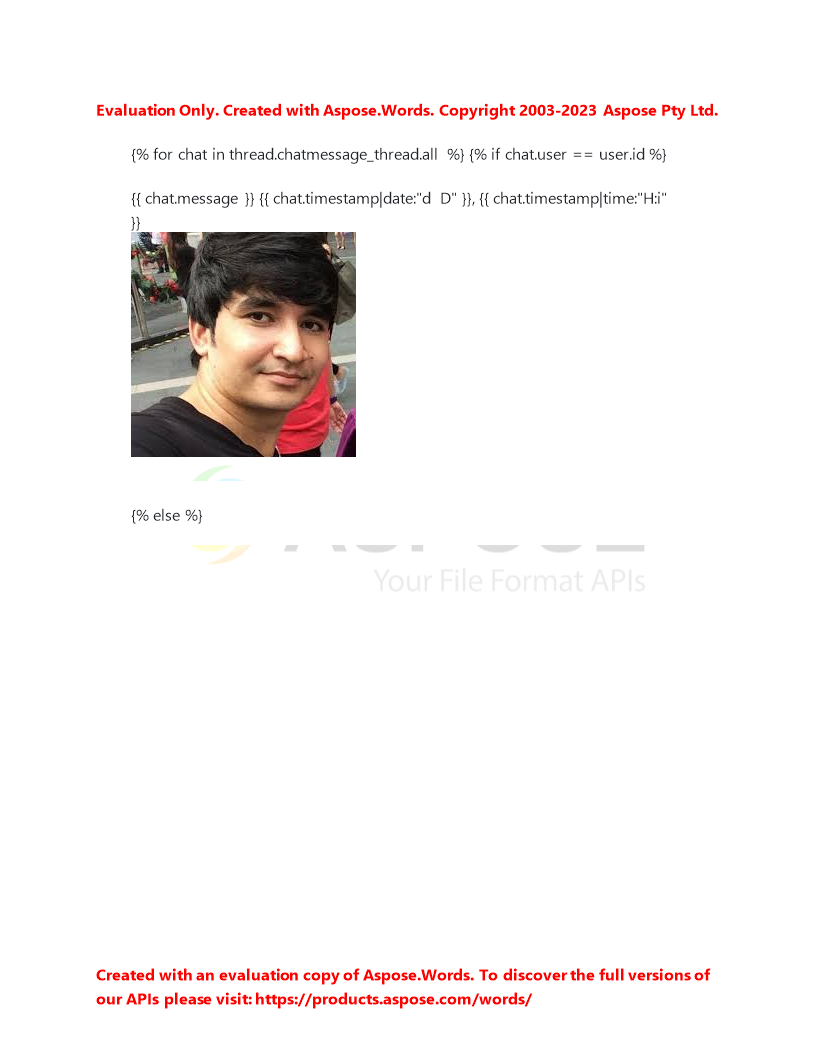 Evaluation Only. Created with Aspose.Words. Copyright 2003-2023 Aspose Pty Ltd.
{% for chat in thread.chatmessage_thread.all %} {% if chat.user == user.id %}
{{ chat.message }} {{ chat.timestamp|date:"d D" }}, {{ chat.timestamp|time:"H:i"
}}
{% else %}
Your File Format APIs
Created with an evaluation copy of Aspose.Words. To discover the full versions of
our APIs please visit: https://products.aspose.com/words/